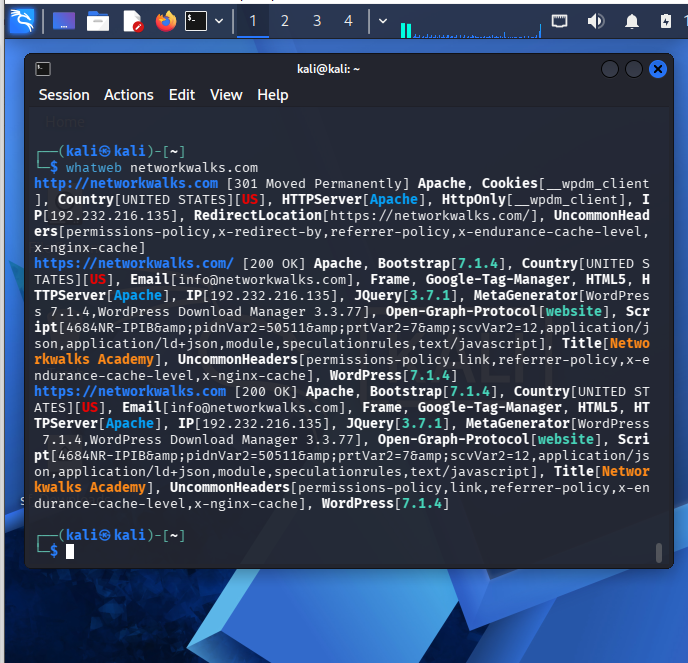 1 2 3 4
kali@kali: ~
Session Actions Edit View Help
Home
┌──(kali㉿kali)-[~]
└─$ whatweb networkwalks.com
http://networkwalks.com [301 Moved Permanently] Apache, Cookies[__wpdm_client
], Country[UNITED STATES][US], HTTPServer[Apache], HttpOnly[__wpdm_client], I
P[192.232.216.135], RedirectLocation[https://networkwalks.com/], UncommonHead
ers[permissions-policy,x-redirect-by,referrer-policy,x-endurance-cache-level,
x-nginx-cache]
https://networkwalks.com/ [200 OK] Apache, Bootstrap[7.1.4], Country[UNITED S
TATES][US], Email[info@networkwalks.com], Frame, Google-Tag-Manager, HTML5, H
TTPServer[Apache], IP[192.232.216.135], JQuery[3.7.1], MetaGenerator[WordPres
s 7.1.4,WordPress Download Manager 3.3.77], Open-Graph-Protocol[website], Scr
ipt[4684NR-IPIB&amp;pidnVar2=50511&amp;prtVar2=7&amp;scvVar2=12,application/j
son,application/ld+json,module,speculationrules,text/javascript], Title[Netwo
rkwalks Academy], UncommonHeaders[permissions-policy,link,referrer-policy,x-e
ndurance-cache-level,x-nginx-cache], WordPress[7.1.4]
https://networkwalks.com [200 OK] Apache, Bootstrap[7.1.4], Country[UNITED ST
ATES][US], Email[info@networkwalks.com], Frame, Google-Tag-Manager, HTML5, HT
TPServer[Apache], IP[192.232.216.135], JQuery[3.7.1], MetaGenerator[WordPress
 7.1.4,WordPress Download Manager 3.3.77], Open-Graph-Protocol[website], Scri
pt[4684NR-IPIB&amp;pidnVar2=50511&amp;prtVar2=7&amp;scvVar2=12,application/js
on,application/ld+json,module,speculationrules,text/javascript], Title[Networ
kwalks Academy], UncommonHeaders[permissions-policy,link,referrer-policy,x-en
durance-cache-level,x-nginx-cache], WordPress[7.1.4]
┌──(kali㉿kali)-[~]
└─$